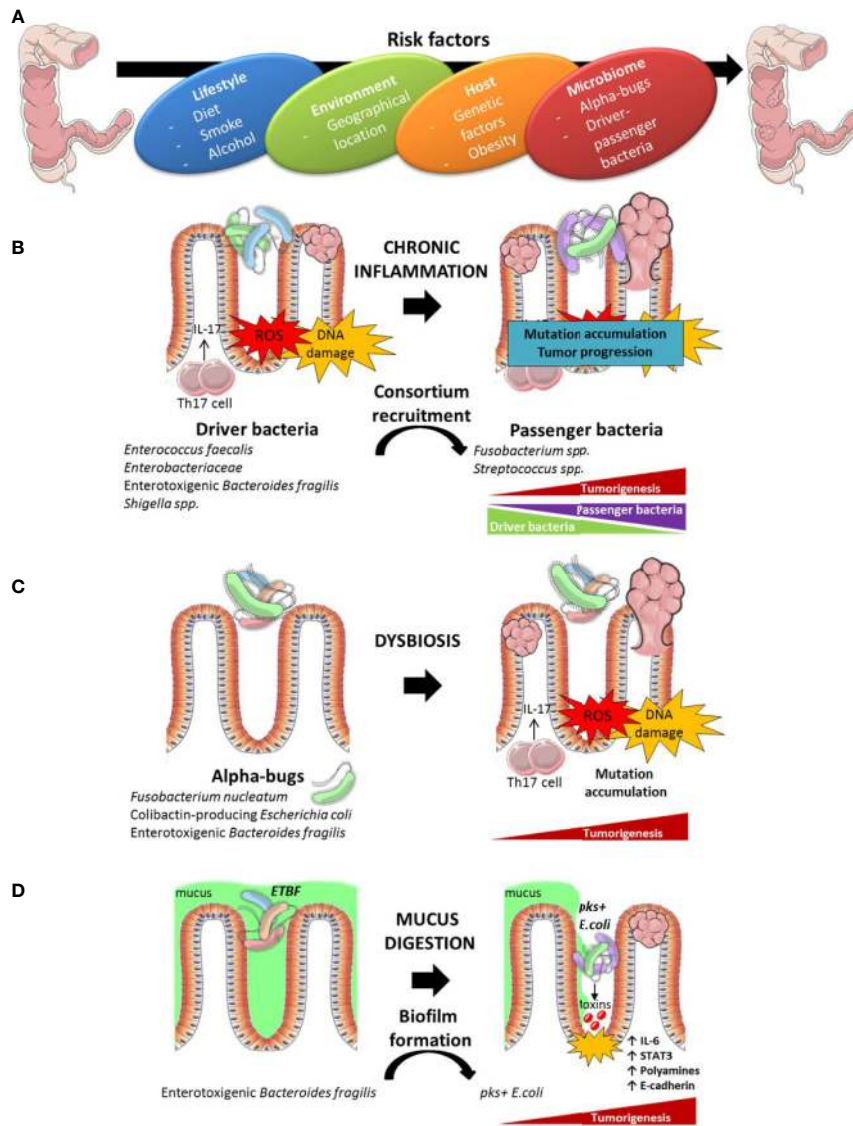 A
Risk factors
Lifestyle
- Diet
- Smoke
- Alcohol
Environment
- Geographical
location
Host
- Genetic
factors
- Obesity
Microbiome
- Alpha-bugs
- Driver-
passenger
bacteria
B
CHRONIC
INFLAMMATION
IL-17
ROS
DNA
damage
Th17 cell
Mutation accumulation
Tumor progression
Consortium
recruitment
Driver bacteria
Enterococcus faecalis
Enterobacteriaceae
Enterotoxigenic Bacteroides fragilis
Shigella spp.
Passenger bacteria
Fusobacterium spp.
Streptococcus spp.
Tumorigenesis
Passenger bacteria
Driver bacteria
C
DYSBIOSIS
Alpha-bugs
Fusobacterium nucleatum
Colibactin-producing Escherichia coli
Enterotoxigenic Bacteroides fragilis
IL-17
ROS
DNA
damage
Th17 cell
Mutation
accumulation
Tumorigenesis
D
mucus
ETBF
MUCUS
DIGESTION
Biofilm
formation
Enterotoxigenic Bacteroides fragilis
mucus
pks+
E.coli
toxins
↑ IL-6
↑ STAT3
↑ Polyamines
↑ E-cadherin
pks+ E.coli
Tumorigenesis